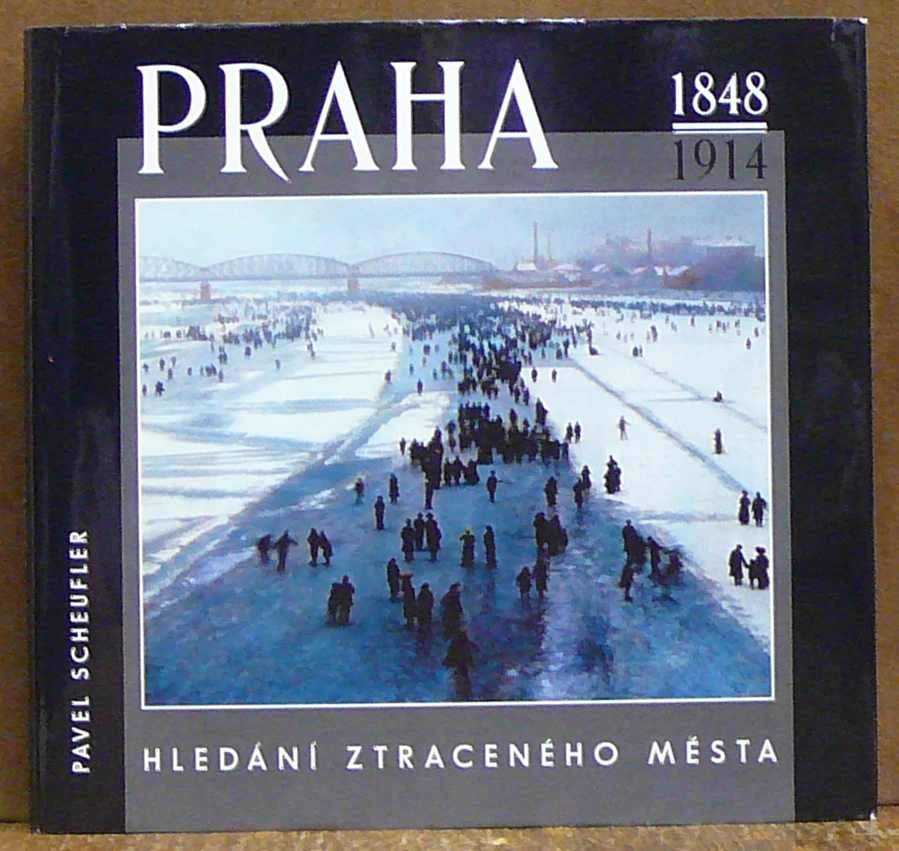 PRAHA
1848
1914
PAVEL SCHEUFLER
HLEDÁNÍ ZTRACENÉHO MĚSTA